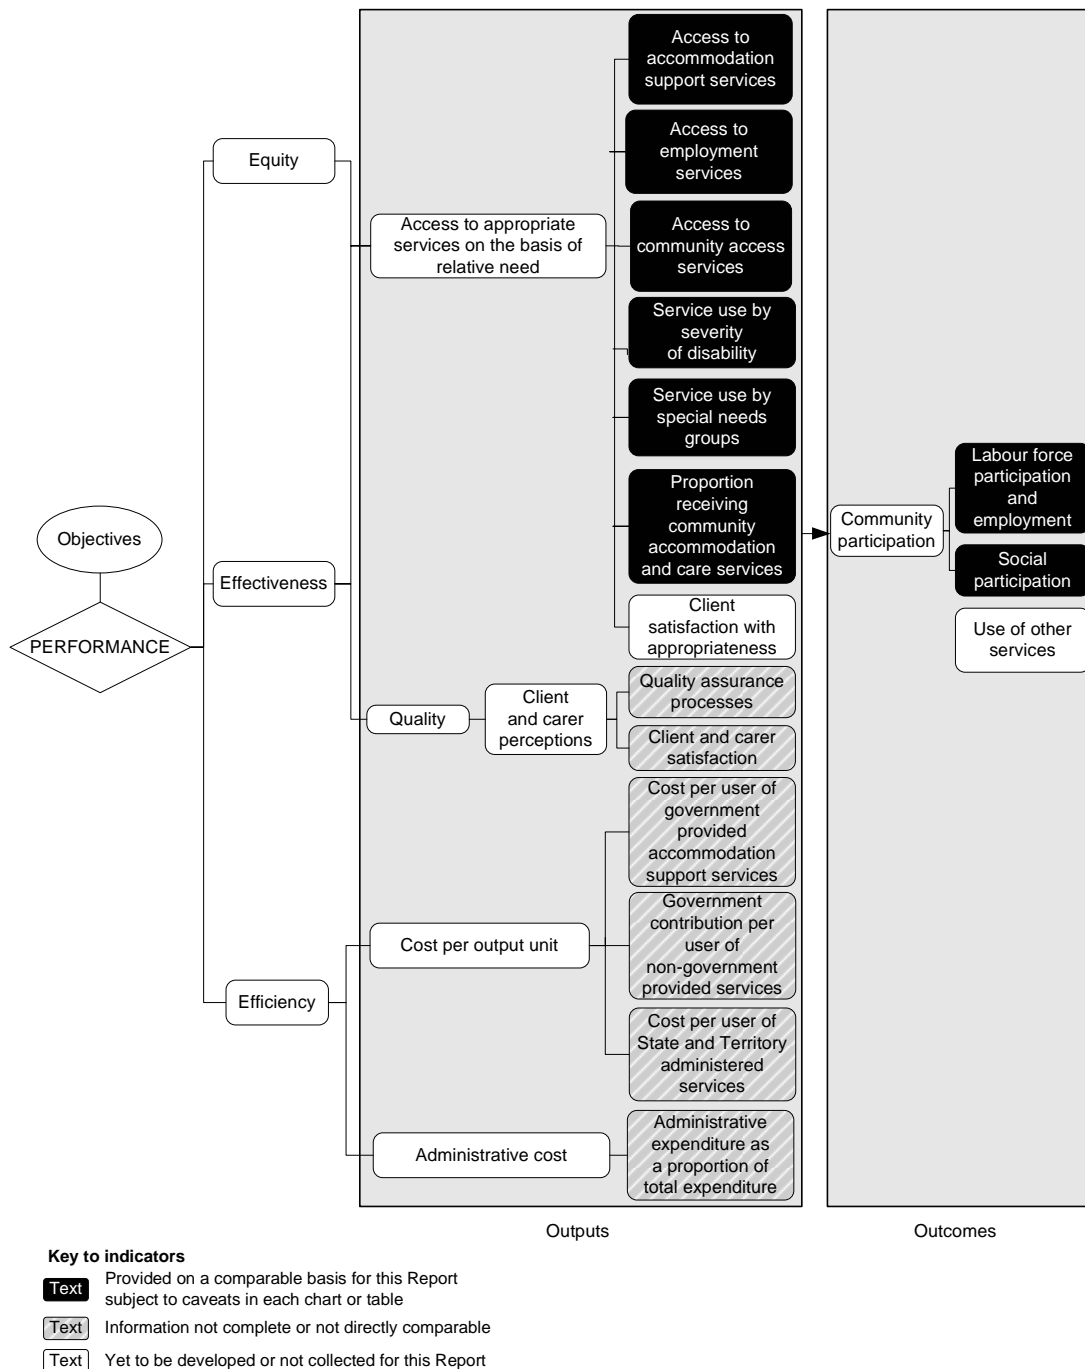 Objectives
PERFORMANCE
Equity
Effectiveness
Efficiency
Access to appropriate
services on the basis of
relative need
Quality
Client
and carer
perceptions
Cost per output unit
Administrative cost
Access to
accommodation
support services
Access to
employment
services
Access to
community access
services
Service use by
severity
of disability
Service use by
special needs
groups
Proportion
receiving
community
accommodation
and care services
Client
satisfaction with
appropriateness
Quality assurance
processes
Client and carer
satisfaction
Cost per user of
government
provided
accommodation
support services
Government
contribution per
user of
non-government
provided services
Cost per user of
State and Territory
administered
services
Administrative
expenditure as
a proportion of
total expenditure
Community
participation
Labour force
participation
and
employment
Social
participation
Use of other
services
Outputs
Outcomes
Key to indicators
Text Provided on a comparable basis for this Report
subject to caveats in each chart or table
Text Information not complete or not directly comparable
Text Yet to be developed or not collected for this Report